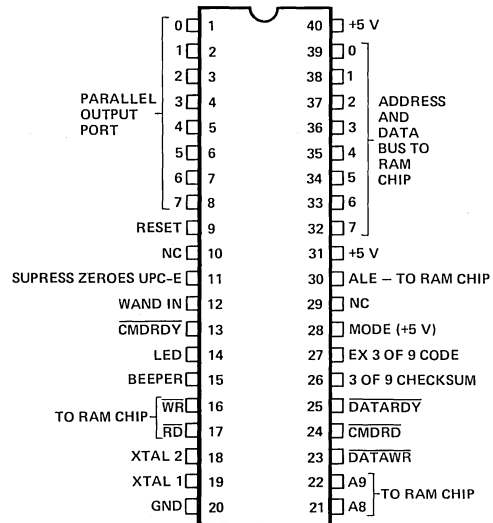 0 1 40 +5 V
1 2 39 0
2 3 38 1
PARALLEL OUTPUT PORT
3 4 37 2
ADDRESS AND DATA BUS TO RAM CHIP
4 5 36 3
5 6 35 4
6 7 34 5
7 8 33 6
RESET 9 32 7
NC 10 31 +5 V
SUPRESS ZEROES UPC-E 11 30 ALE – TO RAM CHIP
WAND IN 12 29 NC
CMDRDY 13 28 MODE (+5 V)
LED 14 27 EX 3 OF 9 CODE
BEEPER 15 26 3 OF 9 CHECKSUM
WR 16 25 DATARDY
TO RAM CHIP
RD 17 24 CMDRD
XTAL 2 18 23 DATAWR
XTAL 1 19 22 A9
TO RAM CHIP
GND 20 21 A8